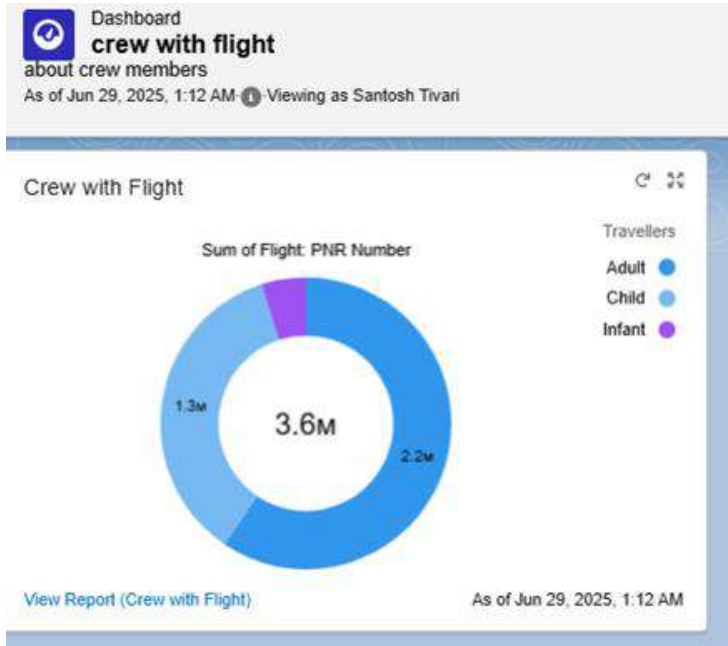 Dashboard
crew with flight
about crew members
As of Jun 29, 2025, 1:12 AM Viewing as Santosh Tivari
Crew with Flight
Travellers
Sum of Flight: PNR Number
Adult
Child
Infant
1.3M
3.6M
2.2M
View Report (Crew with Flight)
As of Jun 29, 2025, 1:12 AM